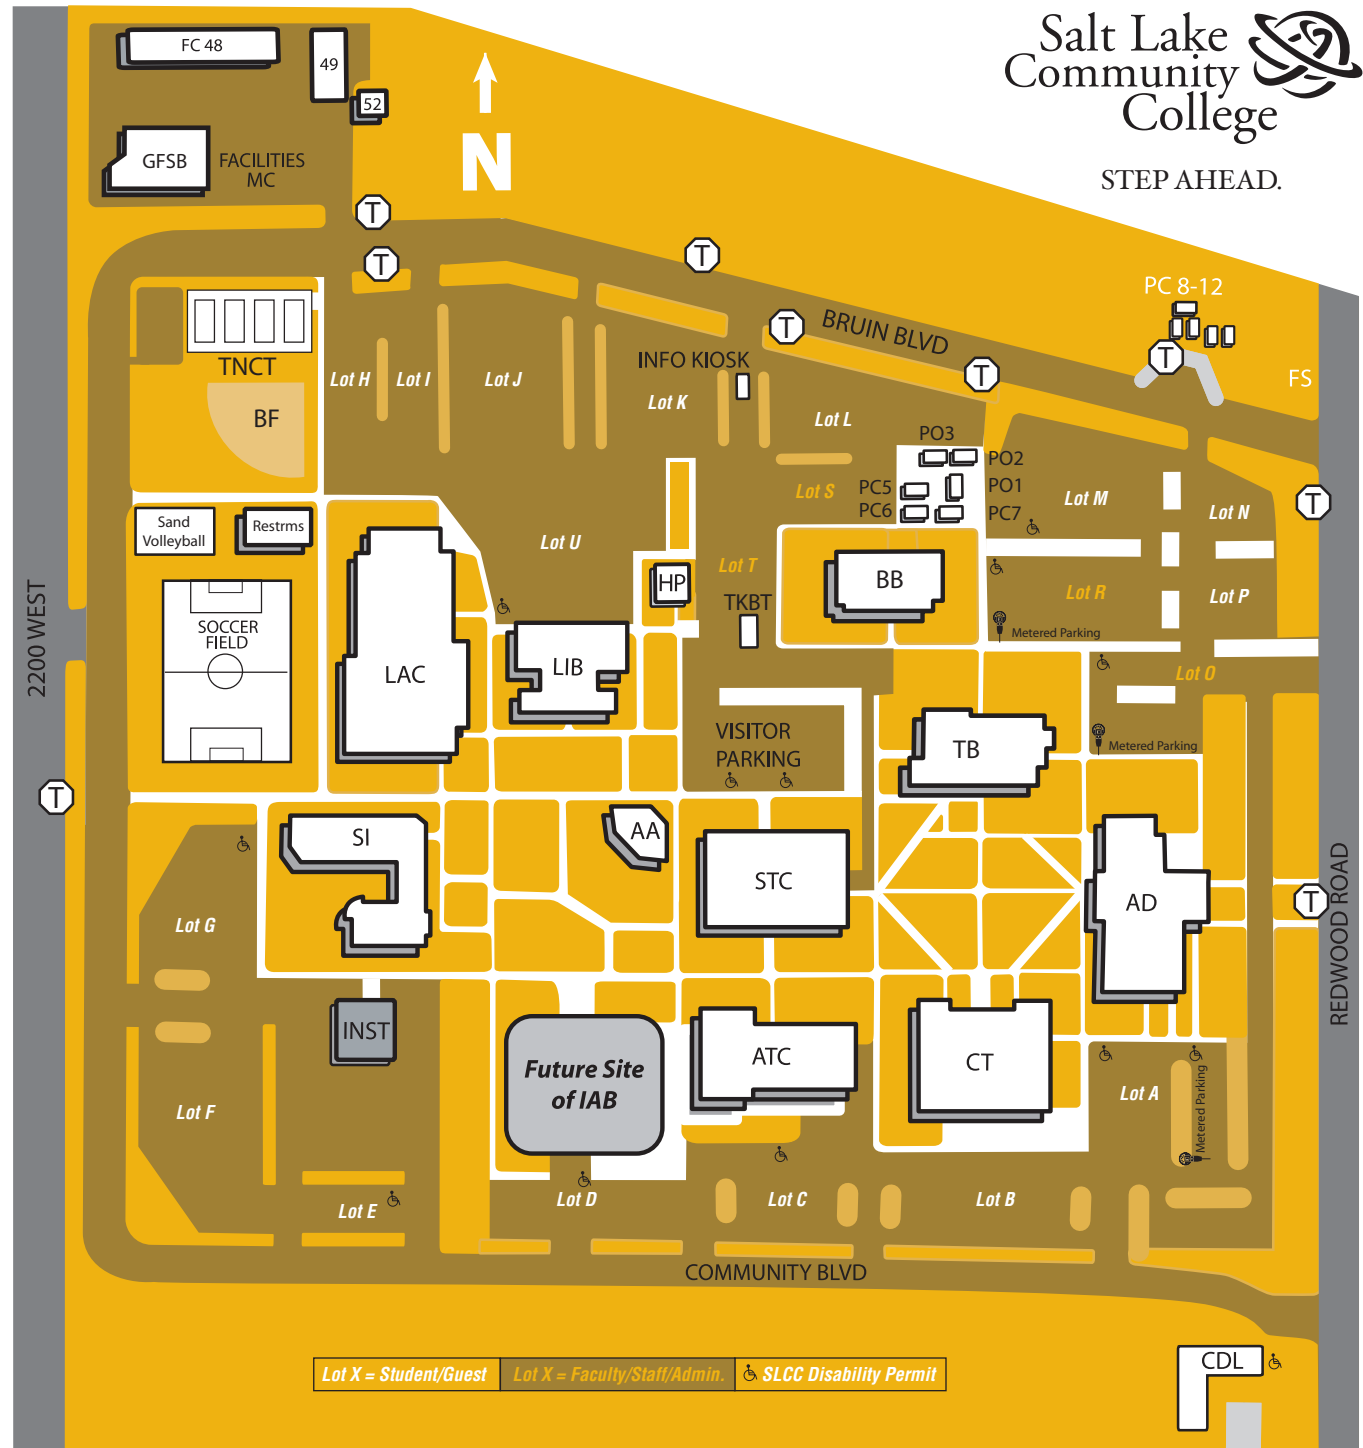 Salt Lake
Community
College
STEP AHEAD.
FC 48
49
52
GFSB
FACILITIES
MC
N
T
T
T
T
T
PC 8-12
T
FS
BRUIN BLVD
INFO KIOSK
TNCT
BF
Lot H
Lot I
Lot J
Lot K
Lot L
PO3
PO2
PO1
PC5
PC6
PC7
Lot S
Lot M
Lot N
T
Sand
Volleyball
Restrms
Lot U
Lot T
HP
TKBT
BB
Lot R
Lot P
Metered Parking
2200 WEST
SOCCER
FIELD
LAC
LIB
Lot O
VISITOR
PARKING
TB
Metered Parking
T
SI
AA
STC
AD
T
REDWOOD ROAD
Lot G
INST
Future Site
of IAB
ATC
CT
Lot A
Metered Parking
Lot F
Lot E
Lot D
Lot C
Lot B
COMMUNITY BLVD
CDL
Lot X = Student/Guest
Lot X = Faculty/Staff/Admin.
SLCC Disability Permit